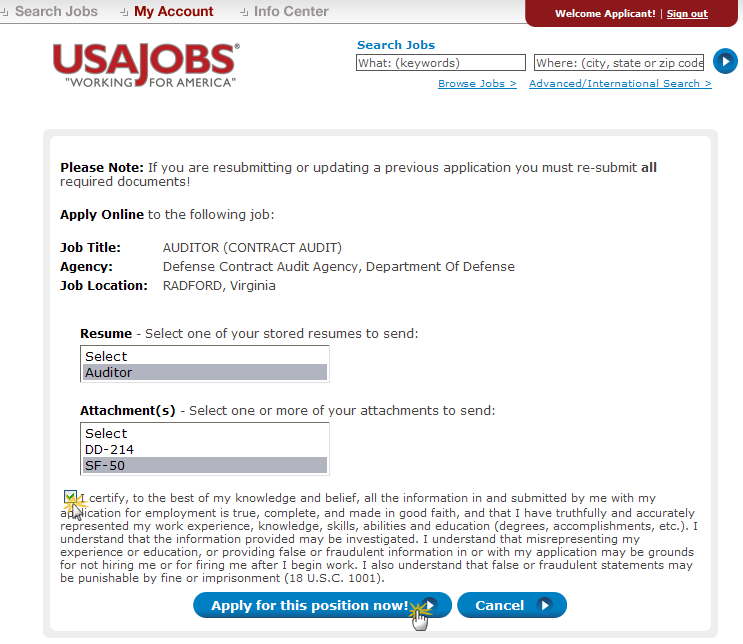 Search Jobs My Account Info Center
Welcome Applicant! | Sign out
USAJOBS®
"WORKING FOR AMERICA"
Search Jobs
What: (keywords) Where: (city, state or zip code
Browse Jobs > Advanced/International Search >
Please Note: If you are resubmitting or updating a previous application you must re-submit all
required documents!
Apply Online to the following job:
Job Title: AUDITOR (CONTRACT AUDIT)
Agency: Defense Contract Audit Agency, Department Of Defense
Job Location: RADFORD, Virginia
Resume - Select one of your stored resumes to send:
Select
Auditor
Attachment(s) - Select one or more of your attachments to send:
Select
DD-214
SF-50
I certify, to the best of my knowledge and belief, all the information in and submitted by me with my
application for employment is true, complete, and made in good faith, and that I have truthfully and accurately
represented my work experience, knowledge, skills, abilities and education (degrees, accomplishments, etc.). I
understand that the information provided may be investigated. I understand that misrepresenting my
experience or education, or providing false or fraudulent information in or with my application may be grounds
for not hiring me or for firing me after I begin work. I also understand that false or fraudulent statements may
be punishable by fine or imprisonment (18 U.S.C. 1001).
Apply for this position now! Cancel